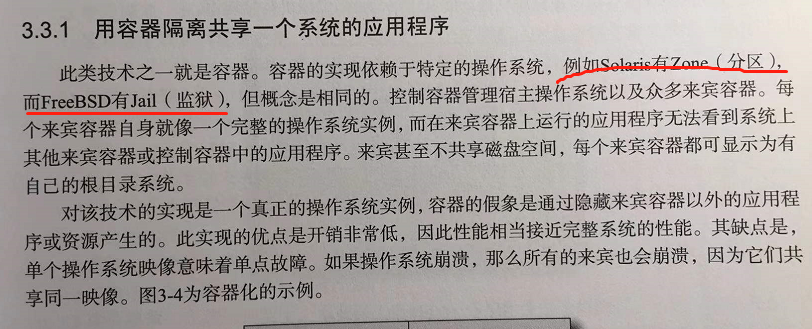 3.3.1 用容器隔离共享一个系统的应用程序
此类技术之一就是容器。容器的实现依赖于特定的操作系统，例如Solaris有Zone（分区），
而FreeBSD有Jail（监狱），但概念是相同的。控制容器管理宿主操作系统以及众多来宾容器。每
个来宾容器自身就像一个完整的操作系统实例，而在来宾容器上运行的应用程序无法看到系统上
其他来宾容器或控制容器中的应用程序。来宾甚至不共享磁盘空间，每个来宾容器都可显示为有
自己的根目录系统。
对该技术的实现是一个真正的操作系统实例，容器的假象是通过隐藏来宾容器以外的应用程
序或资源产生的。此实现的优点是开销非常低，因此性能相当接近完整系统的性能。其缺点是，
单个操作系统映像意味着单点故障。如果操作系统崩溃，那么所有的来宾也会崩溃，因为它们共
享同一映像。图3-4为容器化的示例。